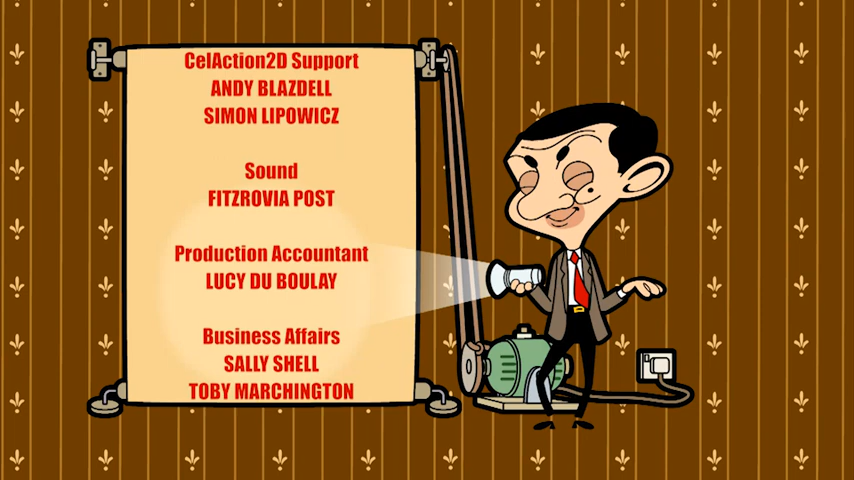 CelAction2D Support
ANDY BLAZDELL
SIMON LIPOWICZ
Sound
FITZROVIA POST
Production Accountant
LUCY DU BOULAY
Business Affairs
SALLY SHELL
TOBY MARCHINGTON